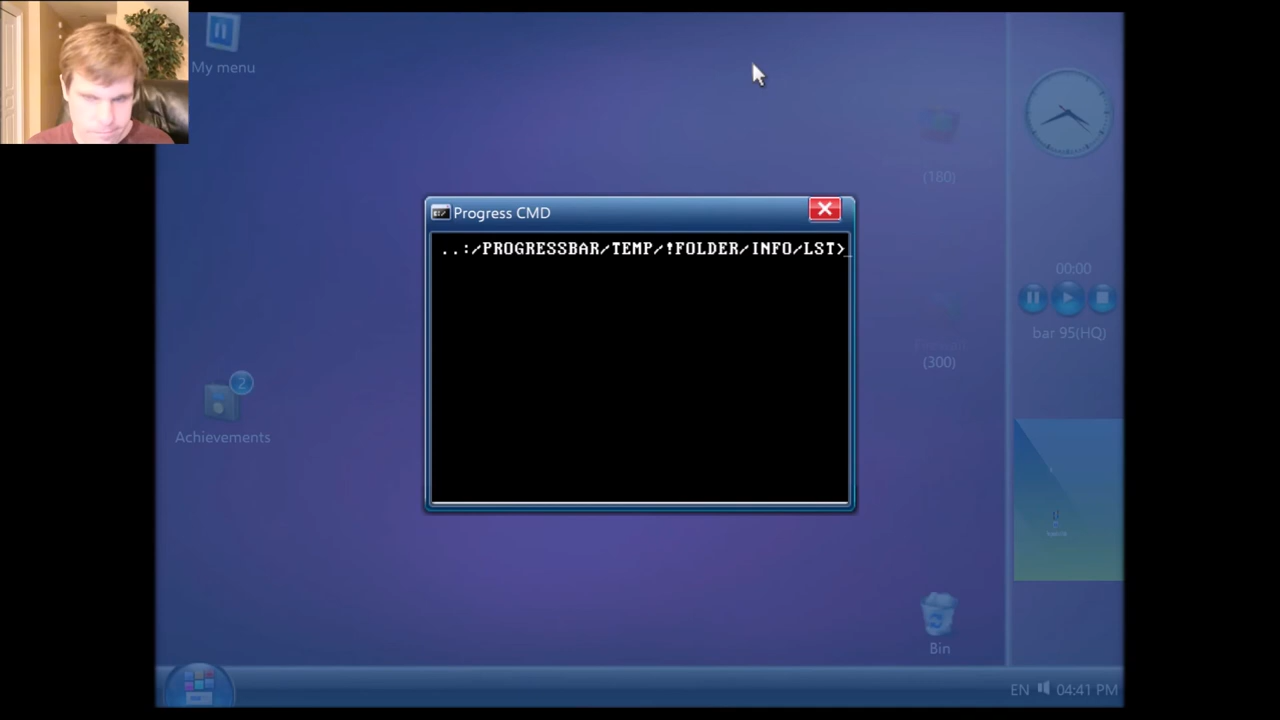 My menu
(180)
Progress CMD
..:/PROGRESSBAR/TEMP/!FOLDER/INFO/LST>_
00:00
bar 95(HQ)
(300)
2
Achievements
Bin
EN 04:41 PM